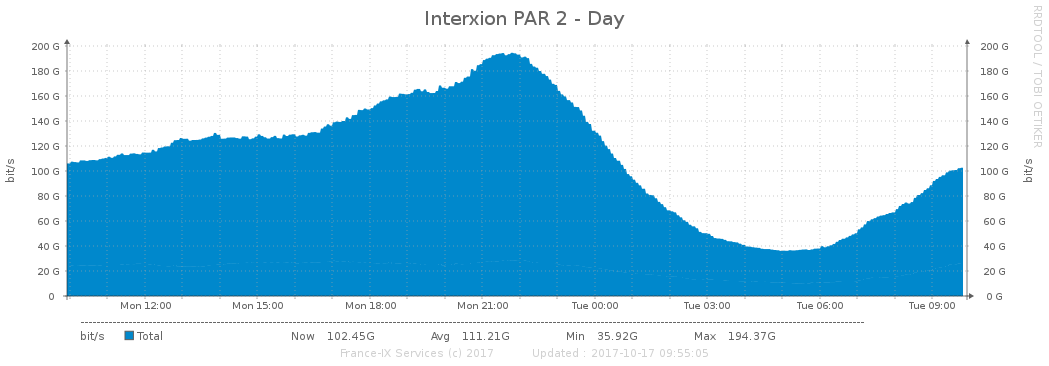 Interxion PAR 2 - Day
RRDTOOL / TOBI OETIKER
bit/s
200 G
180 G
160 G
140 G
120 G
100 G
80 G
60 G
40 G
20 G
0
200 G
180 G
160 G
140 G
120 G
100 G
80 G
60 G
40 G
20 G
0 G
bit/s
Mon 12:00 Mon 15:00 Mon 18:00 Mon 21:00 Tue 00:00 Tue 03:00 Tue 06:00 Tue 09:00
bit/s Total Now 102.45G Avg 111.21G Min 35.92G Max 194.37G
France-IX Services (c) 2017 Updated : 2017-10-17 09:55:05